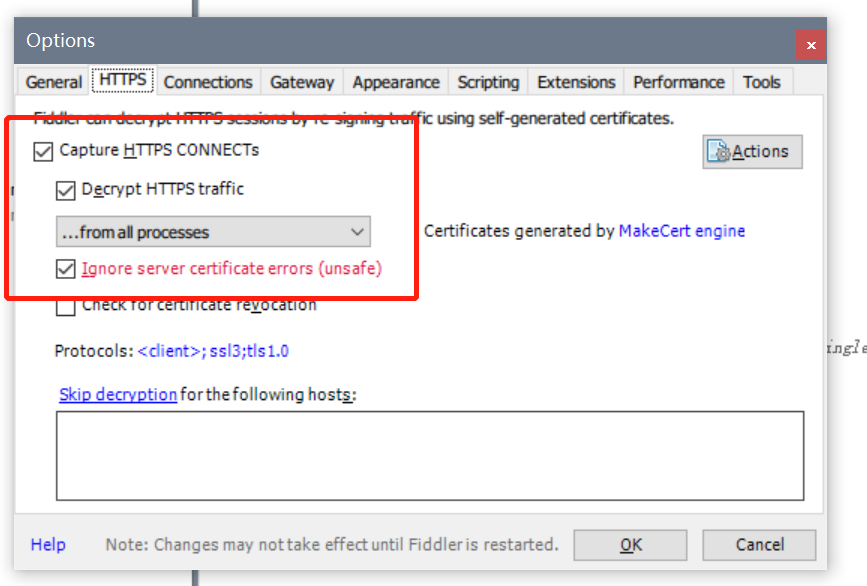 Options
x
General HTTPS Connections Gateway Appearance Scripting Extensions Performance Tools
Fiddler can decrypt HTTPS sessions by re-signing traffic using self-generated certificates.
Capture HTTPS CONNECTs
Actions
Decrypt HTTPS traffic
...from all processes
Certificates generated by MakeCert engine
Ignore server certificate errors (unsafe)
Check for certificate revocation
Protocols: <client>; ssl3;tls1.0
Skip decryption for the following hosts:
Help
Note: Changes may not take effect until Fiddler is restarted.
OK
Cancel